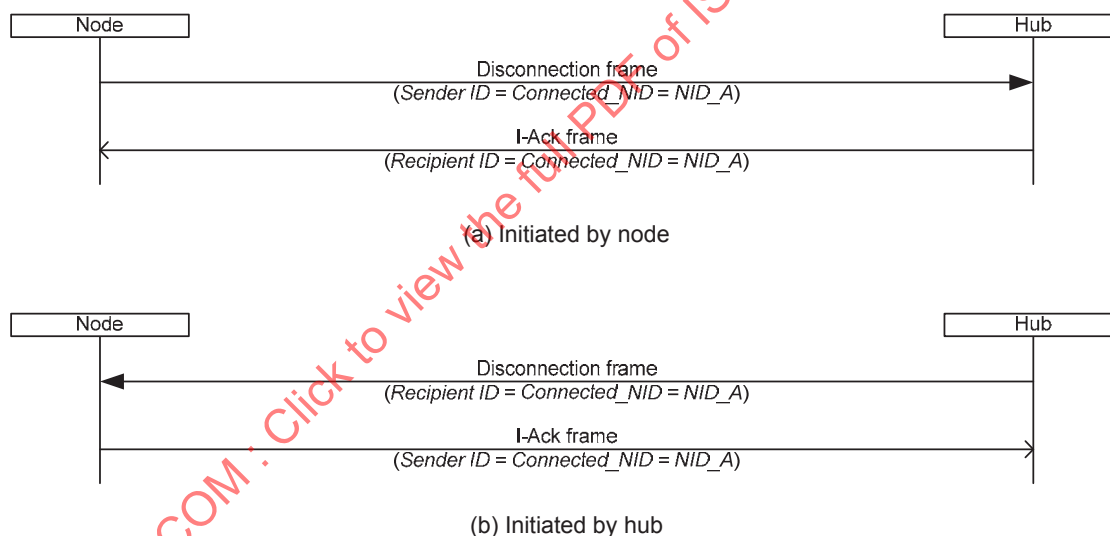 Node
Hub
Disconnection frame
(Sender ID = Connected_NID = NID_A)
I-Ack frame
(Recipient ID = Connected_NID = NID_A)
(a) Initiated by node
Node
Hub
Disconnection frame
(Recipient ID = Connected_NID = NID_A)
I-Ack frame
(Sender ID = Connected_NID = NID_A)
(b) Initiated by hub
COM : Click to view the full PDF of IS